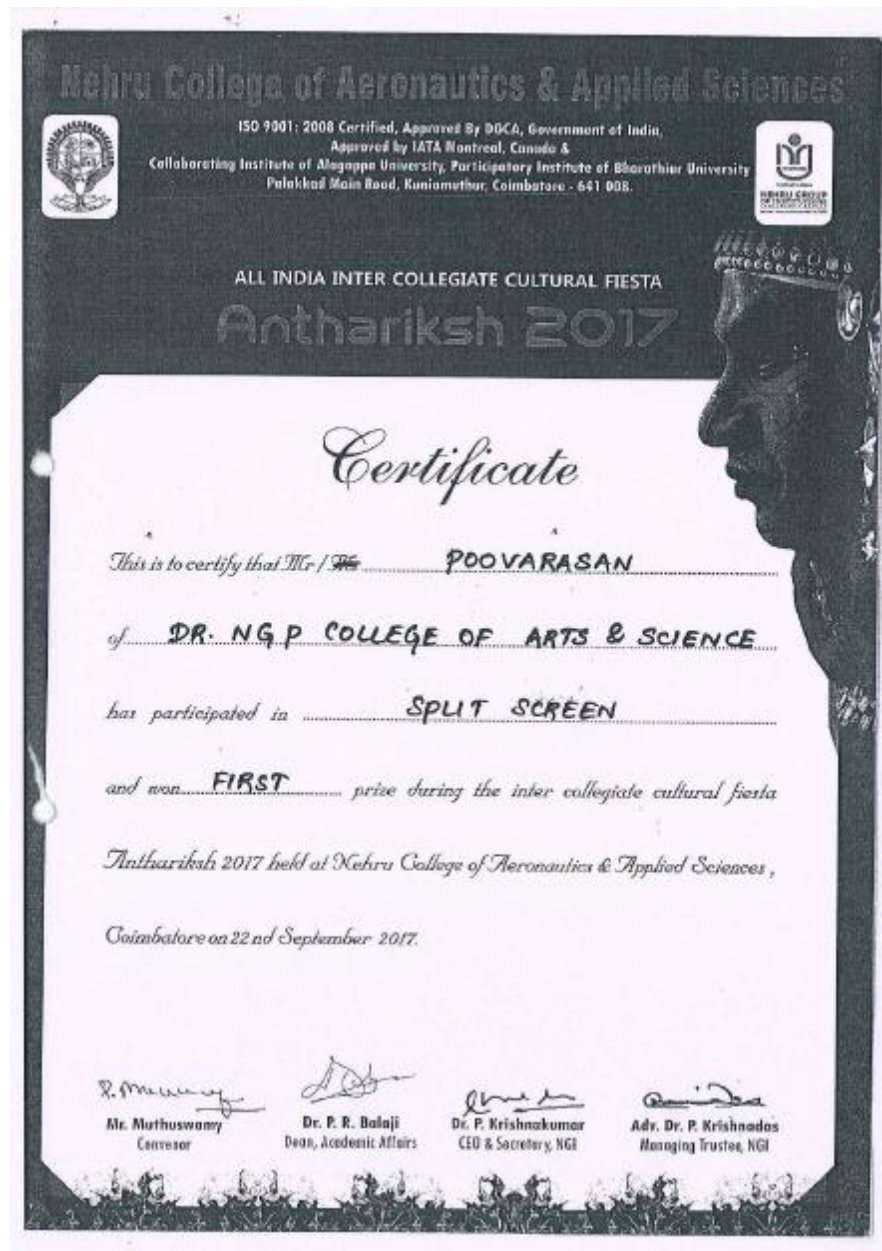 Nehru College of Aeronautics & Applied Sciences
ISO 9001: 2008 Certified, Approved By DGCA, Government of India,
Approved by IATA Montreal, Canada &
Collaborating Institute of Alagappa University, Participatory Institute of Bharathiar University
Palakkad Main Road, Kuniamuthur, Coimbatore - 641 008.
NEHRU GROUP
ALL INDIA INTER COLLEGIATE CULTURAL FIESTA
Anthariksh 2017
Certificate
This is to certify that Mr / Ms POOVARASAN
of DR. NGP COLLEGE OF ARTS & SCIENCE
has participated in SPLIT SCREEN
and won FIRST prize during the inter collegiate cultural fiesta
Anthariksh 2017 held at Nehru College of Aeronautics & Applied Sciences,
Coimbatore on 22nd September 2017.
Mr. Muthuswamy Dr. P. R. Balaji Dr. P. Krishnakumar Adv. Dr. P. Krishnadas
Convenor Dean, Academic Affairs CEO & Secretary, NGI Managing Trustee, NGI